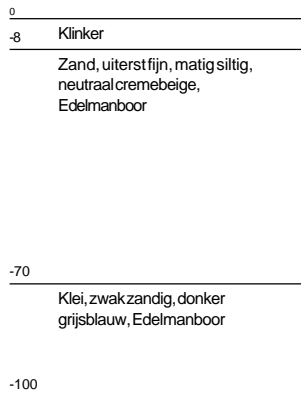 0
-8 Klinker
Zand, uiterst fijn, matig siltig,
neutraal cremebeige,
Edelmanboor
-70
Klei, zwak zandig, donker
grijsblauw, Edelmanboor
-100